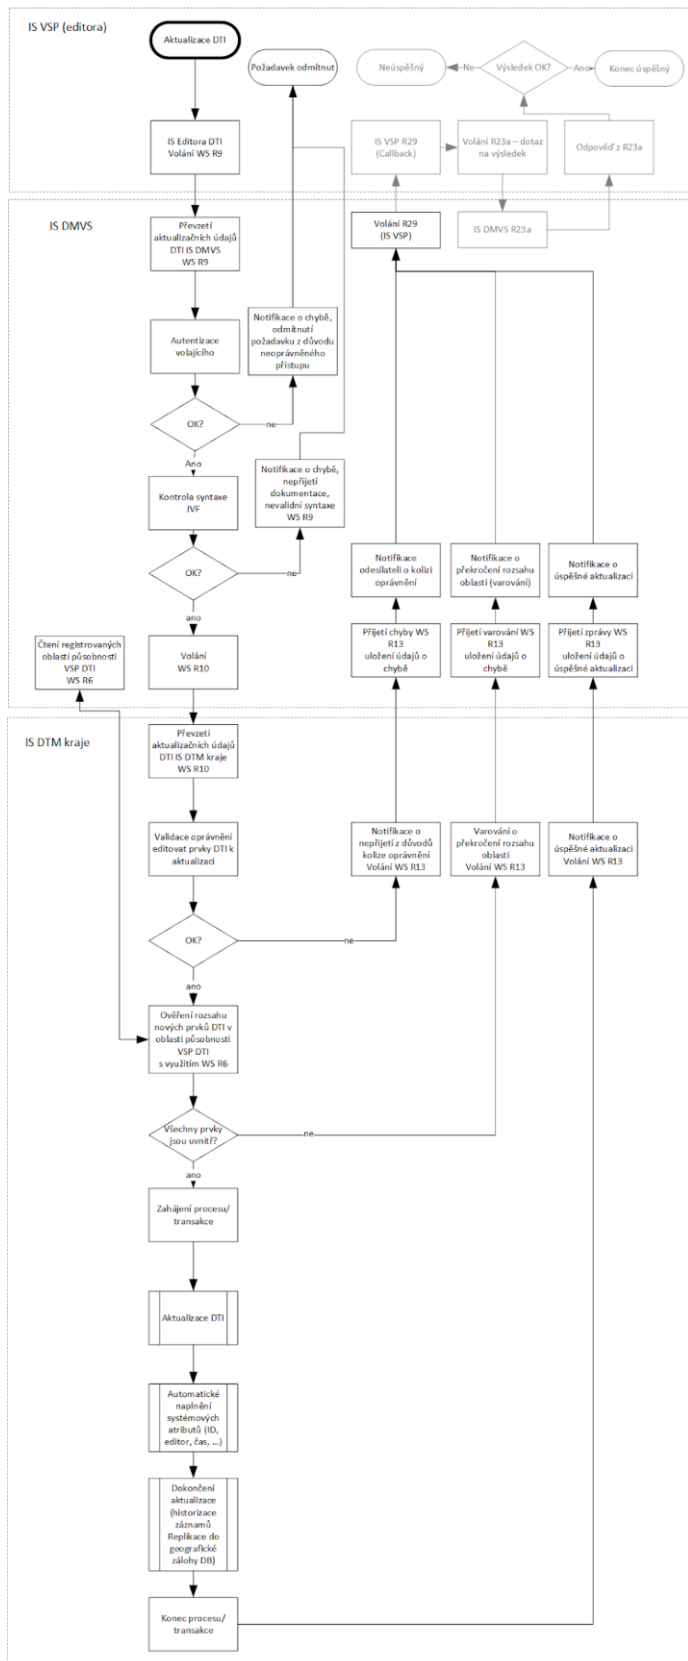 IS VSP (editora)
Aktualizace DTI
Požadavek odmítnut
Neúspěšný
Ne
Výsledek OK?
Ano
Konec úspěšný
IS Editora DTI
Volání WS R9
IS VSP R29
(Callback)
Volání R23a – dotaz
na výsledek
Odpověď z R23a
IS DMVS
Převzetí
aktualizačních údajů
DTI IS DMVS
WS R9
Volání R29
(IS VSP)
IS DMVS R23a
Autentizace
volajícího
Notifikace o chybě,
odmítnutí
požadavku z důvodu
neoprávněného
přístupu
OK?
ne
Ano
Kontrola syntaxe
JVF
Notifikace o chybě,
nepřijetí
dokumentace,
nevalidní syntaxe
WS R9
OK?
ne
ano
Notifikace
odesílateli o kolizi
oprávnění
Notifikace o
překročení rozsahu
oblasti (varování)
Notifikace o
úspěšné aktualizaci
Čtení registrovaných
oblastí působnosti
VSP DTI
WS R6
Volání
WS R10
Přijetí chyby WS
R13
uložení údajů o
chybě
Přijetí varování WS
R13
uložení údajů o
chybě
Přijetí zprávy WS
R13
uložení údajů o
úspěšné aktualizaci
IS DTM kraje
Převzetí
aktualizačních údajů
DTI IS DTM kraje
WS R10
Validace oprávnění
editovat prvky DTI k
aktualizaci
Notifikace o
nepřijetí z důvodů
kolize oprávnění
Volání WS R13
Varování o
překročení rozsahu
oblasti
Volání WS R13
Notifikace o
úspěšné aktualizaci
Volání WS R13
OK?
ne
ano
Ověření rozsahu
nových prvků DTI v
oblasti působnosti
VSP DTI
s využitím WS R6
Všechny prvky
jsou uvnitř?
ne
ano
Zahájení procesu/
transakce
Aktualizace DTI
Automatické
naplnění
systémových
atributů (ID,
editor, čas, ...)
Dokončení
aktualizace
(historizace
záznamů
Replikace do
geografické
zálohy DB)
Konec procesu/
transakce